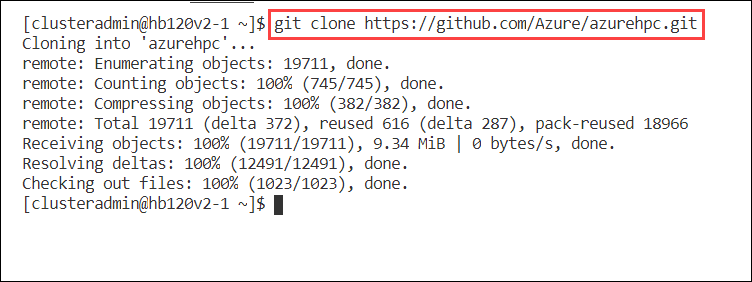 [clusteradmin@hb120v2-1 ~]$ git clone https://github.com/Azure/azurehpc.git
Cloning into 'azurehpc'...
remote: Enumerating objects: 19711, done.
remote: Counting objects: 100% (745/745), done.
remote: Compressing objects: 100% (382/382), done.
remote: Total 19711 (delta 372), reused 616 (delta 287), pack-reused 18966
Receiving objects: 100% (19711/19711), 9.34 MiB | 0 bytes/s, done.
Resolving deltas: 100% (12491/12491), done.
Checking out files: 100% (1023/1023), done.
[clusteradmin@hb120v2-1 ~]$